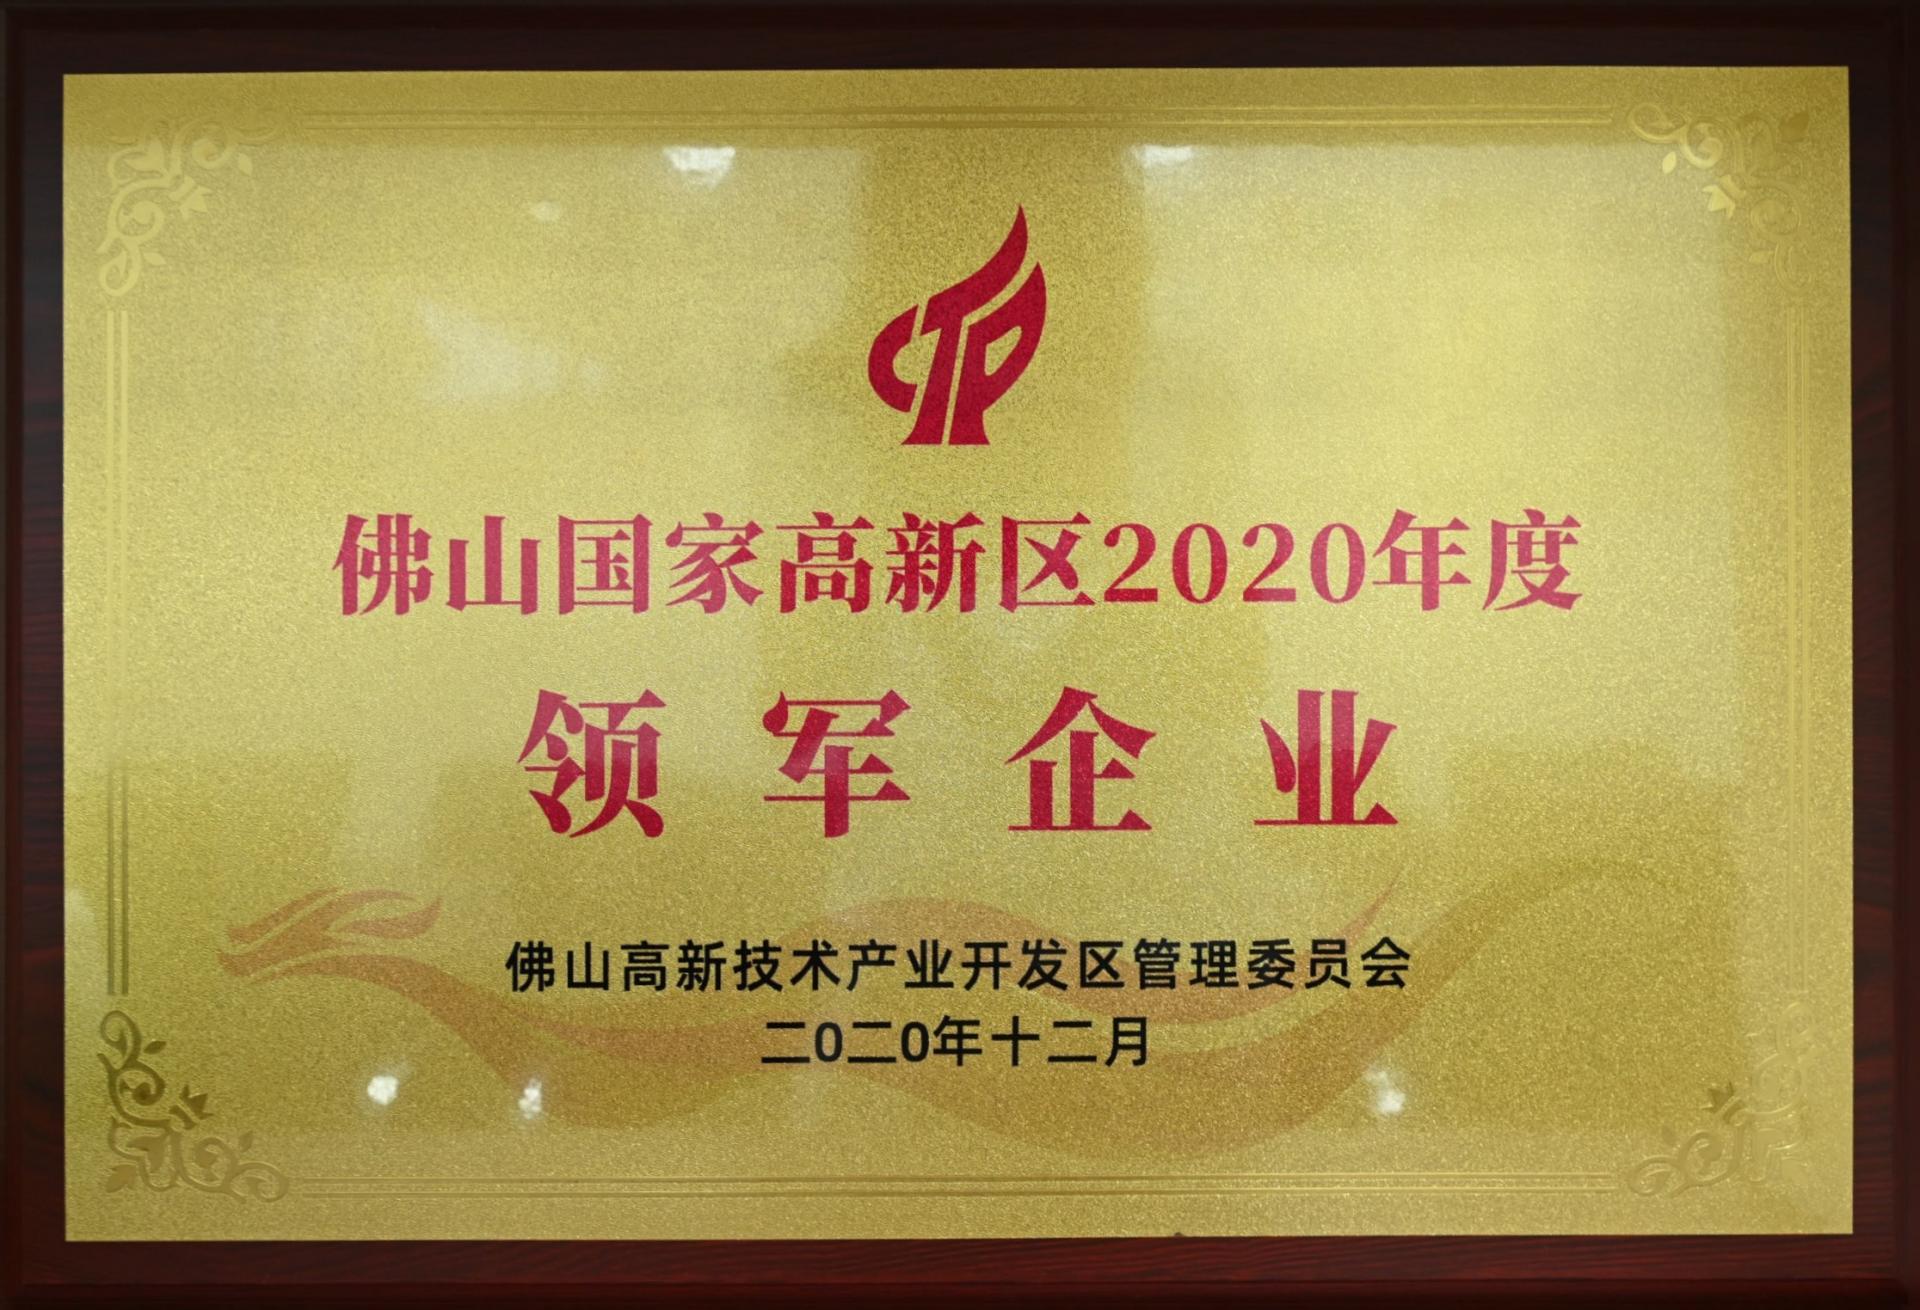 佛山国家高新区2020年度
领军企业
佛山高新技术产业开发区管理委员会
二0二0年十二月